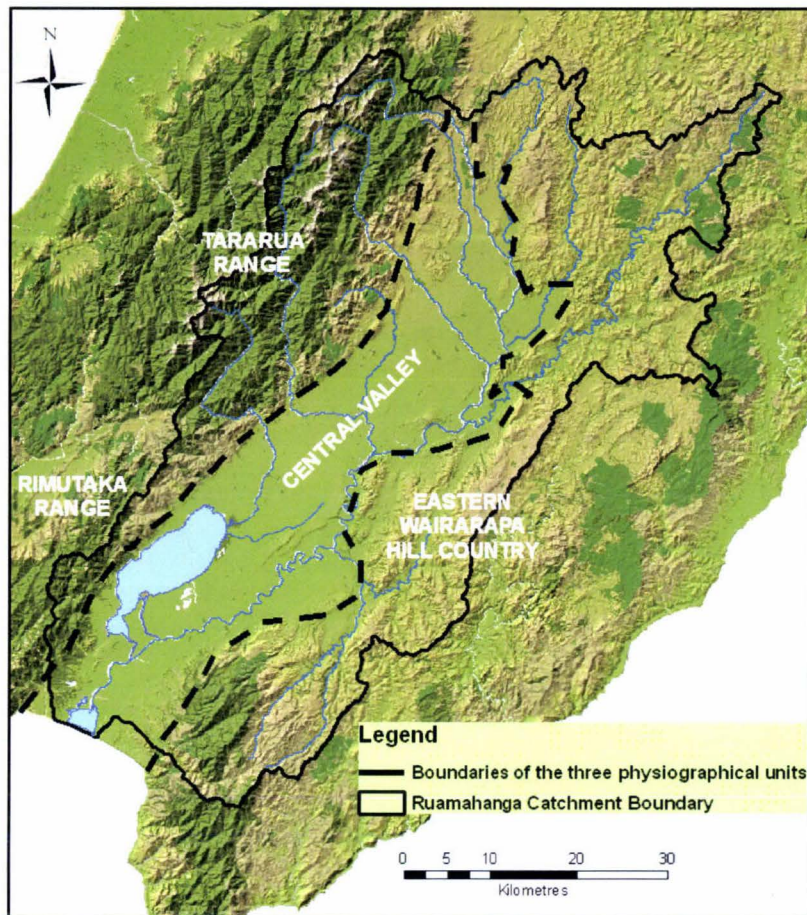 N
TARARUA
RANGE
CENTRAL VALLEY
RIMUTAKA
RANGE
EASTERN
WAIRARAPA
HILL COUNTRY
Legend
Boundaries of the three physiographical units
Ruamahanga Catchment Boundary
0 5 10 20 30
Kilometres